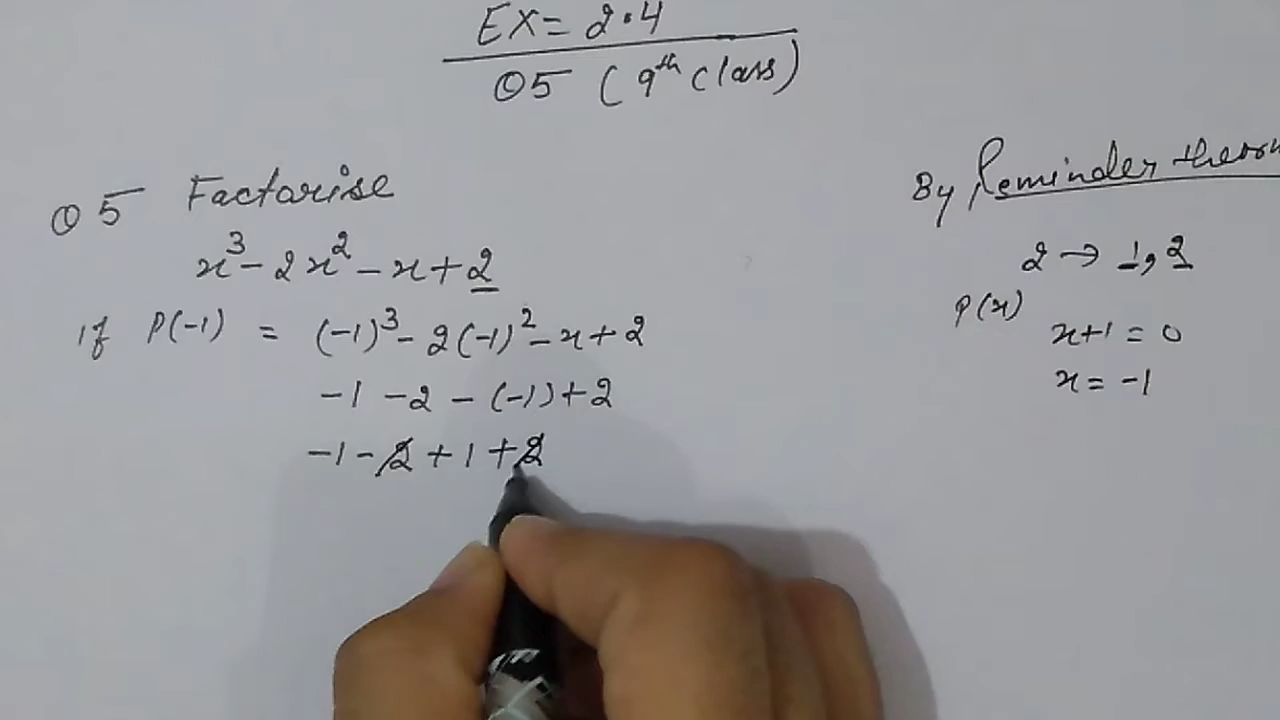 EX = 2.4
Q5 (9th class)
Q5 Factorise
x³ - 2x² - x + 2
If P(-1) = (-1)³ - 2(-1)² - x + 2
-1 - 2 - (-1) + 2
-1 - 2 + 1 + 2
By Reminder
2 → 1, 2
P(x)
x+1 = 0
x = -1